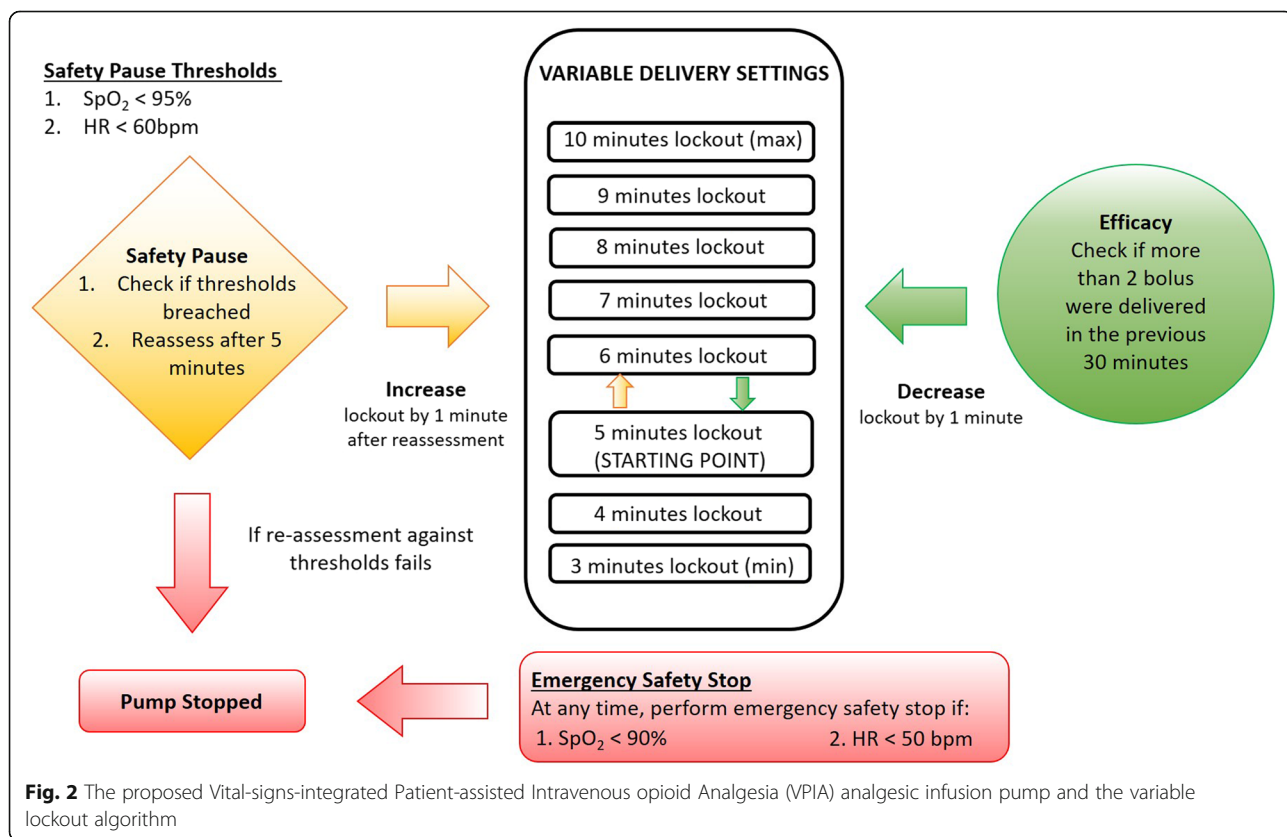 Safety Pause Thresholds
1. SpO₂ < 95%
2. HR < 60bpm
Safety Pause
1. Check if thresholds
breached
2. Reassess after 5
minutes
Increase
lockout by 1 minute
after reassessment
If re-assessment against
thresholds fails
Pump Stopped
VARIABLE DELIVERY SETTINGS
10 minutes lockout (max)
9 minutes lockout
8 minutes lockout
7 minutes lockout
6 minutes lockout
5 minutes lockout
(STARTING POINT)
4 minutes lockout
3 minutes lockout (min)
Efficacy
Check if more
than 2 bolus
were delivered
in the previous
30 minutes
Decrease
lockout by 1 minute
Emergency Safety Stop
At any time, perform emergency safety stop if:
1. SpO₂ < 90% 2. HR < 50 bpm
Fig. 2 The proposed Vital-signs-integrated Patient-assisted Intravenous opioid Analgesia (VPIA) analgesic infusion pump and the variable
lockout algorithm